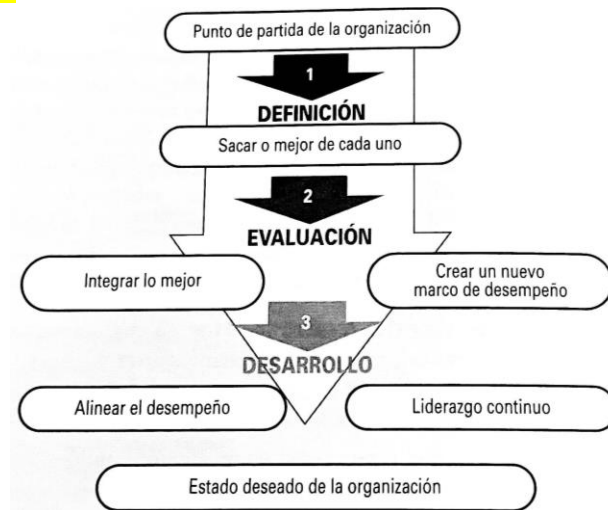 Punto de partida de la organización
1
DEFINICIÓN
Sacar o mejor de cada uno
2
EVALUACIÓN
Integrar lo mejor
Crear un nuevo
marco de desempeño
3
DESARROLLO
Alinear el desempeño
Liderazgo continuo
Estado deseado de la organización